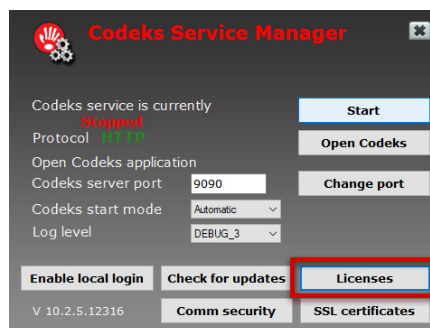 Codeks Service Manager
Codeks service is currently
Stopped
Start
Protocol HTTP
Open Codeks
Open Codeks application
Codeks server port 9090
Change port
Codeks start mode Automatic
Log level DEBUG_3
Enable local login Check for updates Licenses
V 10.2.5.12316 Comm security SSL certificates